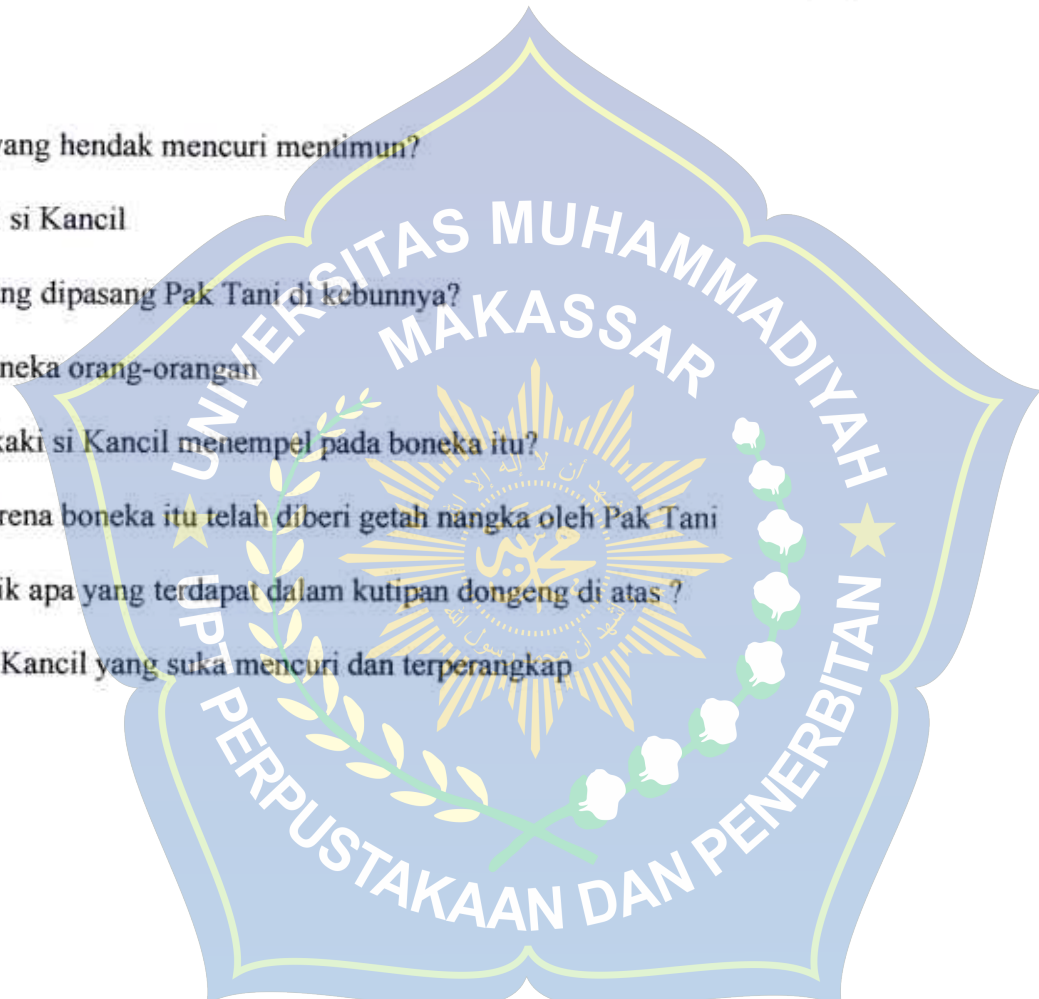 yang hendak mencuri mentimun?
si Kancil
ng dipasang Pak Tani di kebunnya?
neka orang-orangan
kaki si Kancil menempel pada boneka itu?
rena boneka itu telah diberi getah nangka oleh Pak Tani
ik apa yang terdapat dalam kutipan dongeng di atas ?
Kancil yang suka mencuri dan terperangkap
UNIVERSITAS MUHAMMADIYAH
MAKASSAR
UPT PERPUSTAKAAN DAN PENERBITAN